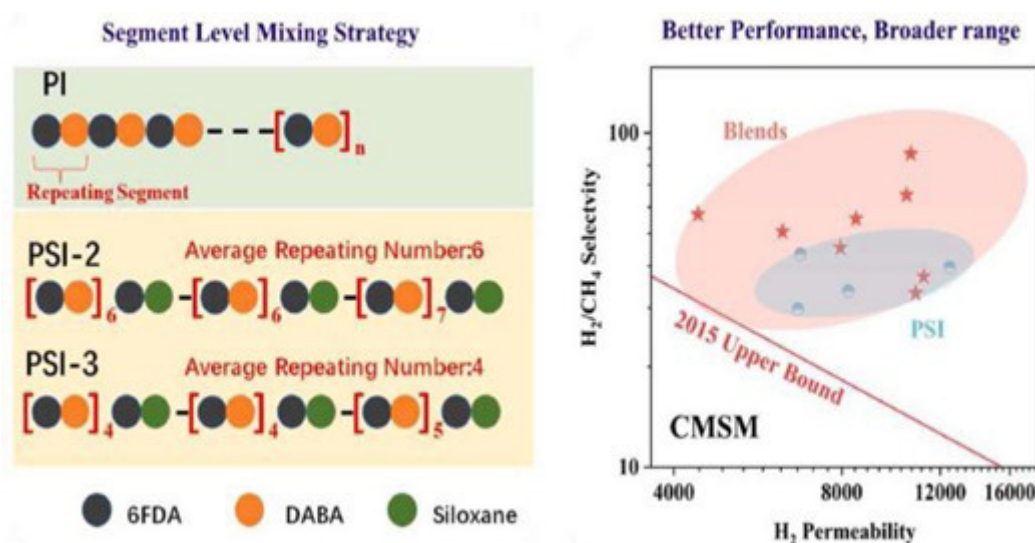 Segment Level Mixing Strategy
PI
n
Repeating Segment
PSI-2
Average Repeating Number:6
6 6 7
PSI-3
Average Repeating Number:4
4 4 5
6FDA DABA Siloxane
Better Performance, Broader range
H₂/CH₄ Selectvity
100
10
Blends
PSI
2015 Upper Bound
CMSM
4000 8000 12000 16000
H₂ Permeability